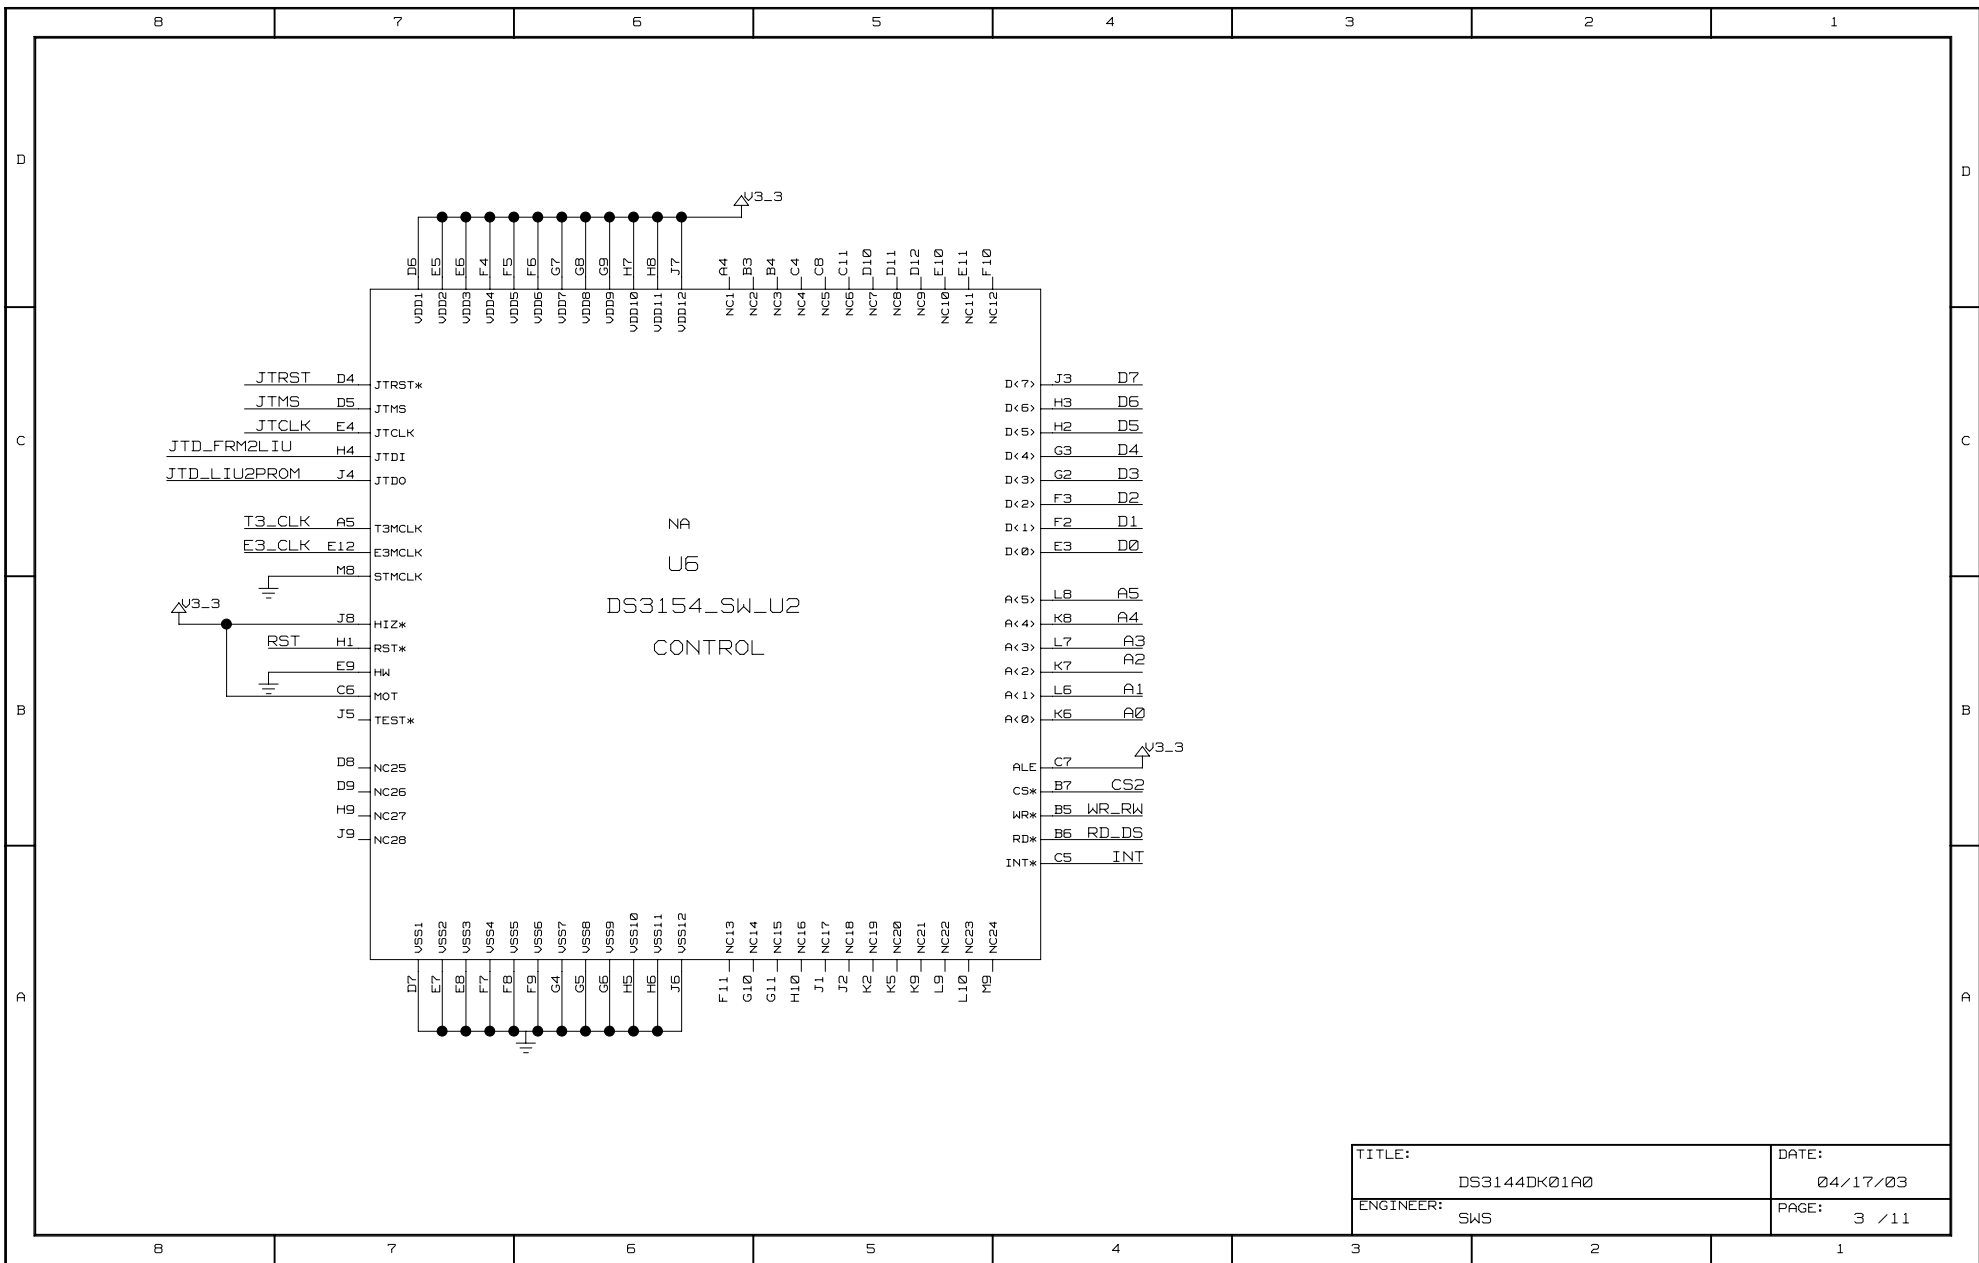 8 7 6 5 4 3 2 1
D D
V3_3
D6 E5 E6 F4 F5 F6 G7 G8 G9 H7 H8 J7 A4 B3 B4 C4 C8 C11 D10 D11 D12 E10 E11 F10
VDD1 VDD2 VDD3 VDD4 VDD5 VDD6 VDD7 VDD8 VDD9 VDD10 VDD11 VDD12 NC1 NC2 NC3 NC4 NC5 NC6 NC7 NC8 NC9 NC10 NC11 NC12
JTRST D4 JTRST* D<7> J3 D7
JTMS D5 JTMS D<6> H3 D6
JTCLK E4 JTCLK D<5> H2 D5
C C
JTD_FRM2LIU H4 JTDI D<4> G3 D4
JTD_LIU2PROM J4 JTDO D<3> G2 D3
D<2> F3 D2
T3_CLK A5 T3MCLK D<1> F2 D1
E3_CLK E12 E3MCLK D<0> E3 D0
M8 STMCLK
NA
U6
DS3154_SW_U2
CONTROL
A<5> L8 A5
V3_3
J8 HIZ* A<4> K8 A4
RST H1 RST* A<3> L7 A3
E9 HW A<2> K7 A2
C6 MOT A<1> L6 A1
B B
J5 TEST* A<0> K6 A0
V3_3
D8 NC25 ALE C7
D9 NC26 CS* B7 CS2
H9 NC27 WR* B5 WR_RW
J9 NC28 RD* B6 RD_DS
INT* C5 INT
VSS1 VSS2 VSS3 VSS4 VSS5 VSS6 VSS7 VSS8 VSS9 VSS10 VSS11 VSS12 NC13 NC14 NC15 NC16 NC17 NC18 NC19 NC20 NC21 NC22 NC23 NC24
D7 E7 E8 F7 F8 F9 G4 G5 G6 H5 H6 J6 F11 G10 G11 H10 J1 J2 K2 K5 K9 L9 L10 M9
A A
TITLE: DATE:
DS3144DK01A0 04/17/03
ENGINEER: PAGE:
SWS 3 /11
8 7 6 5 4 3 2 1